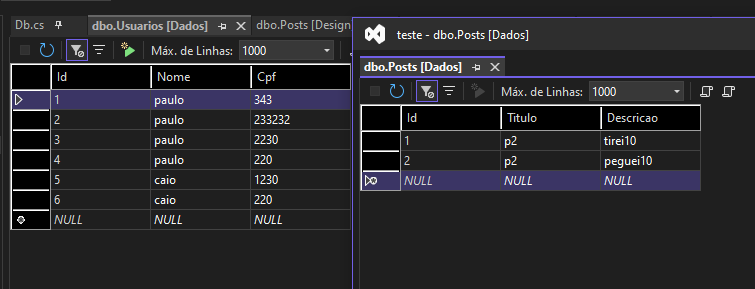 Db.cs dbo.Usuarios [Dados] dbo.Posts [Design
Máx. de Linhas: 1000
Id Nome Cpf
1 paulo 343
2 paulo 233232
3 paulo 2230
4 paulo 220
5 caio 1230
6 caio 220
NULL NULL NULL
teste - dbo.Posts [Dados]
dbo.Posts [Dados]
Máx. de Linhas: 1000
Id Titulo Descricao
1 p2 tirei10
2 p2 peguei10
NULL NULL NULL